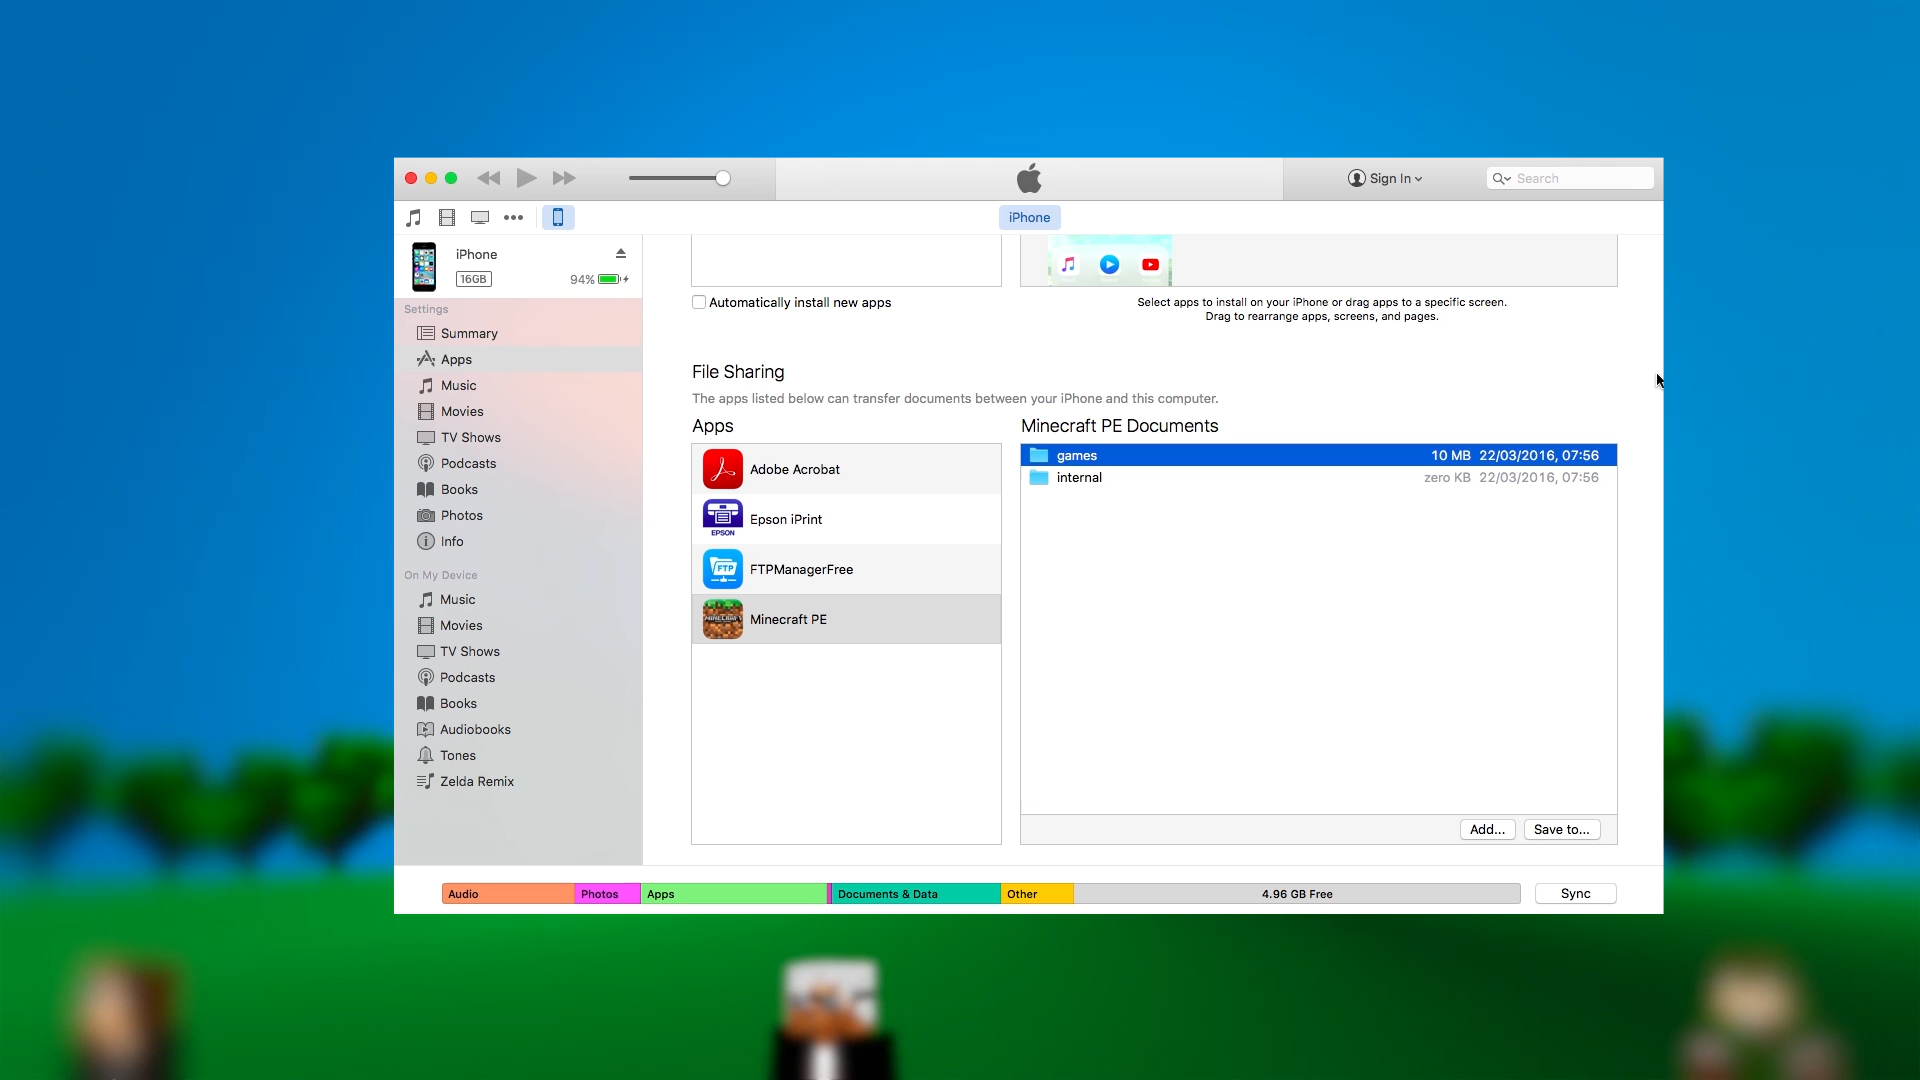 Sign In
Search
iPhone
iPhone
16GB
94%
Settings
Summary
Apps
Music
Movies
TV Shows
Podcasts
Books
Photos
Info
On My Device
Music
Movies
TV Shows
Podcasts
Books
Audiobooks
Tones
Zelda Remix
Automatically install new apps
Select apps to install on your iPhone or drag apps to a specific screen.
Drag to rearrange apps, screens, and pages.
File Sharing
The apps listed below can transfer documents between your iPhone and this computer.
Apps
Adobe Acrobat
EPSON
Epson iPrint
FTP
FTPManagerFree
MINECRAFT
Minecraft PE
Minecraft PE Documents
games 10 MB 22/03/2016, 07:56
internal zero KB 22/03/2016, 07:56
Add... Save to...
Audio Photos Apps Documents & Data Other 4.96 GB Free Sync